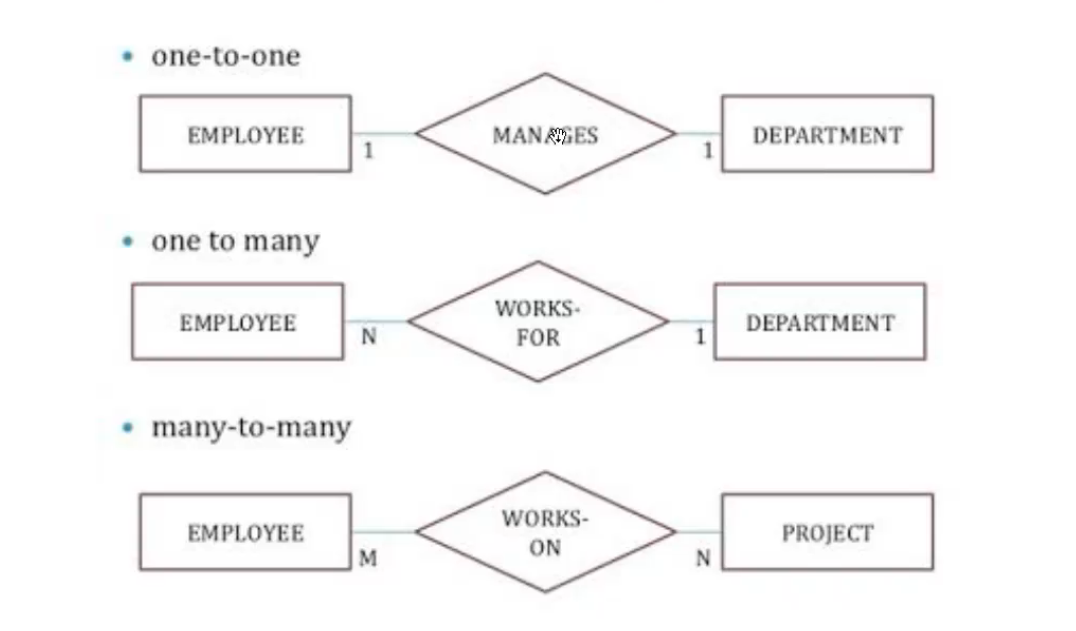 • one-to-one
EMPLOYEE
1
MANAGES
1
DEPARTMENT
• one to many
EMPLOYEE
N
WORKS-
FOR
1
DEPARTMENT
• many-to-many
EMPLOYEE
M
WORKS-
ON
N
PROJECT